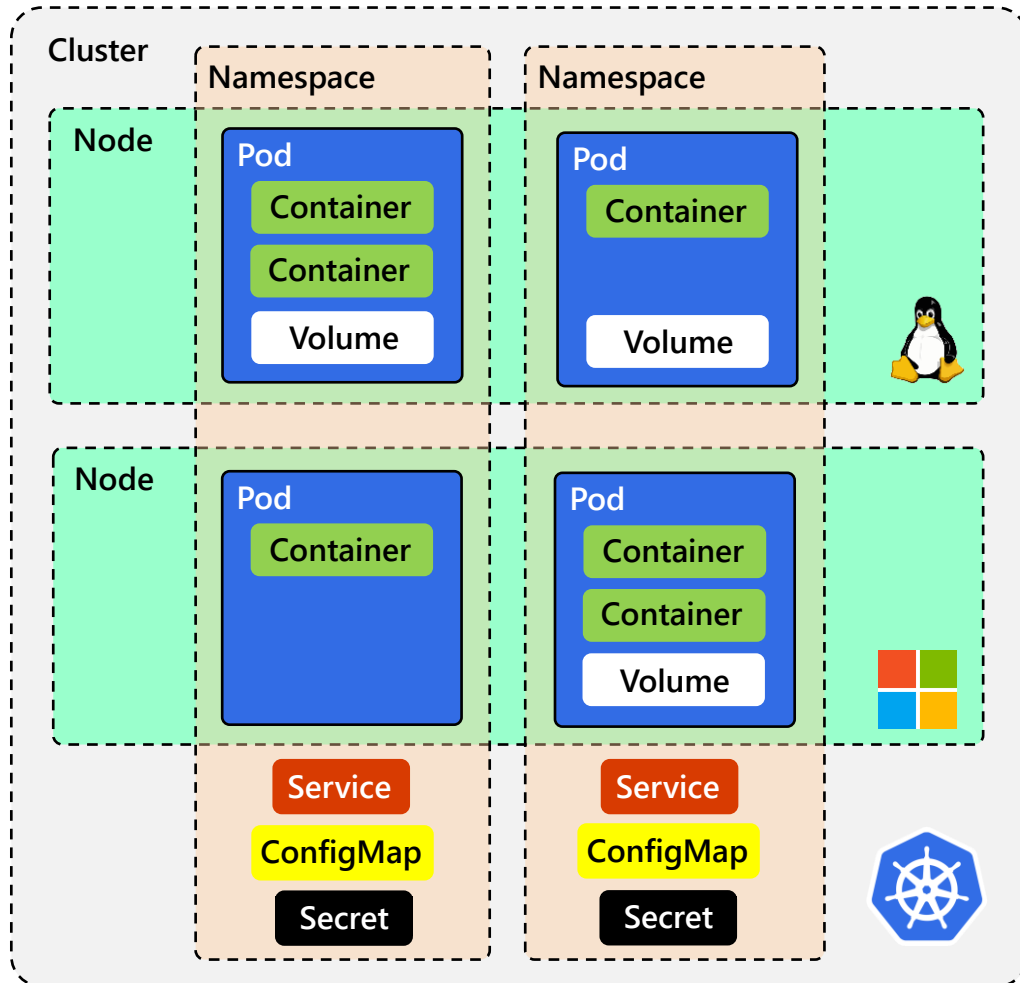 Cluster
Namespace
Namespace
Node
Pod
Container
Container
Volume
Pod
Container
Volume
Node
Pod
Container
Pod
Container
Container
Volume
Service
ConfigMap
Secret
Service
ConfigMap
Secret